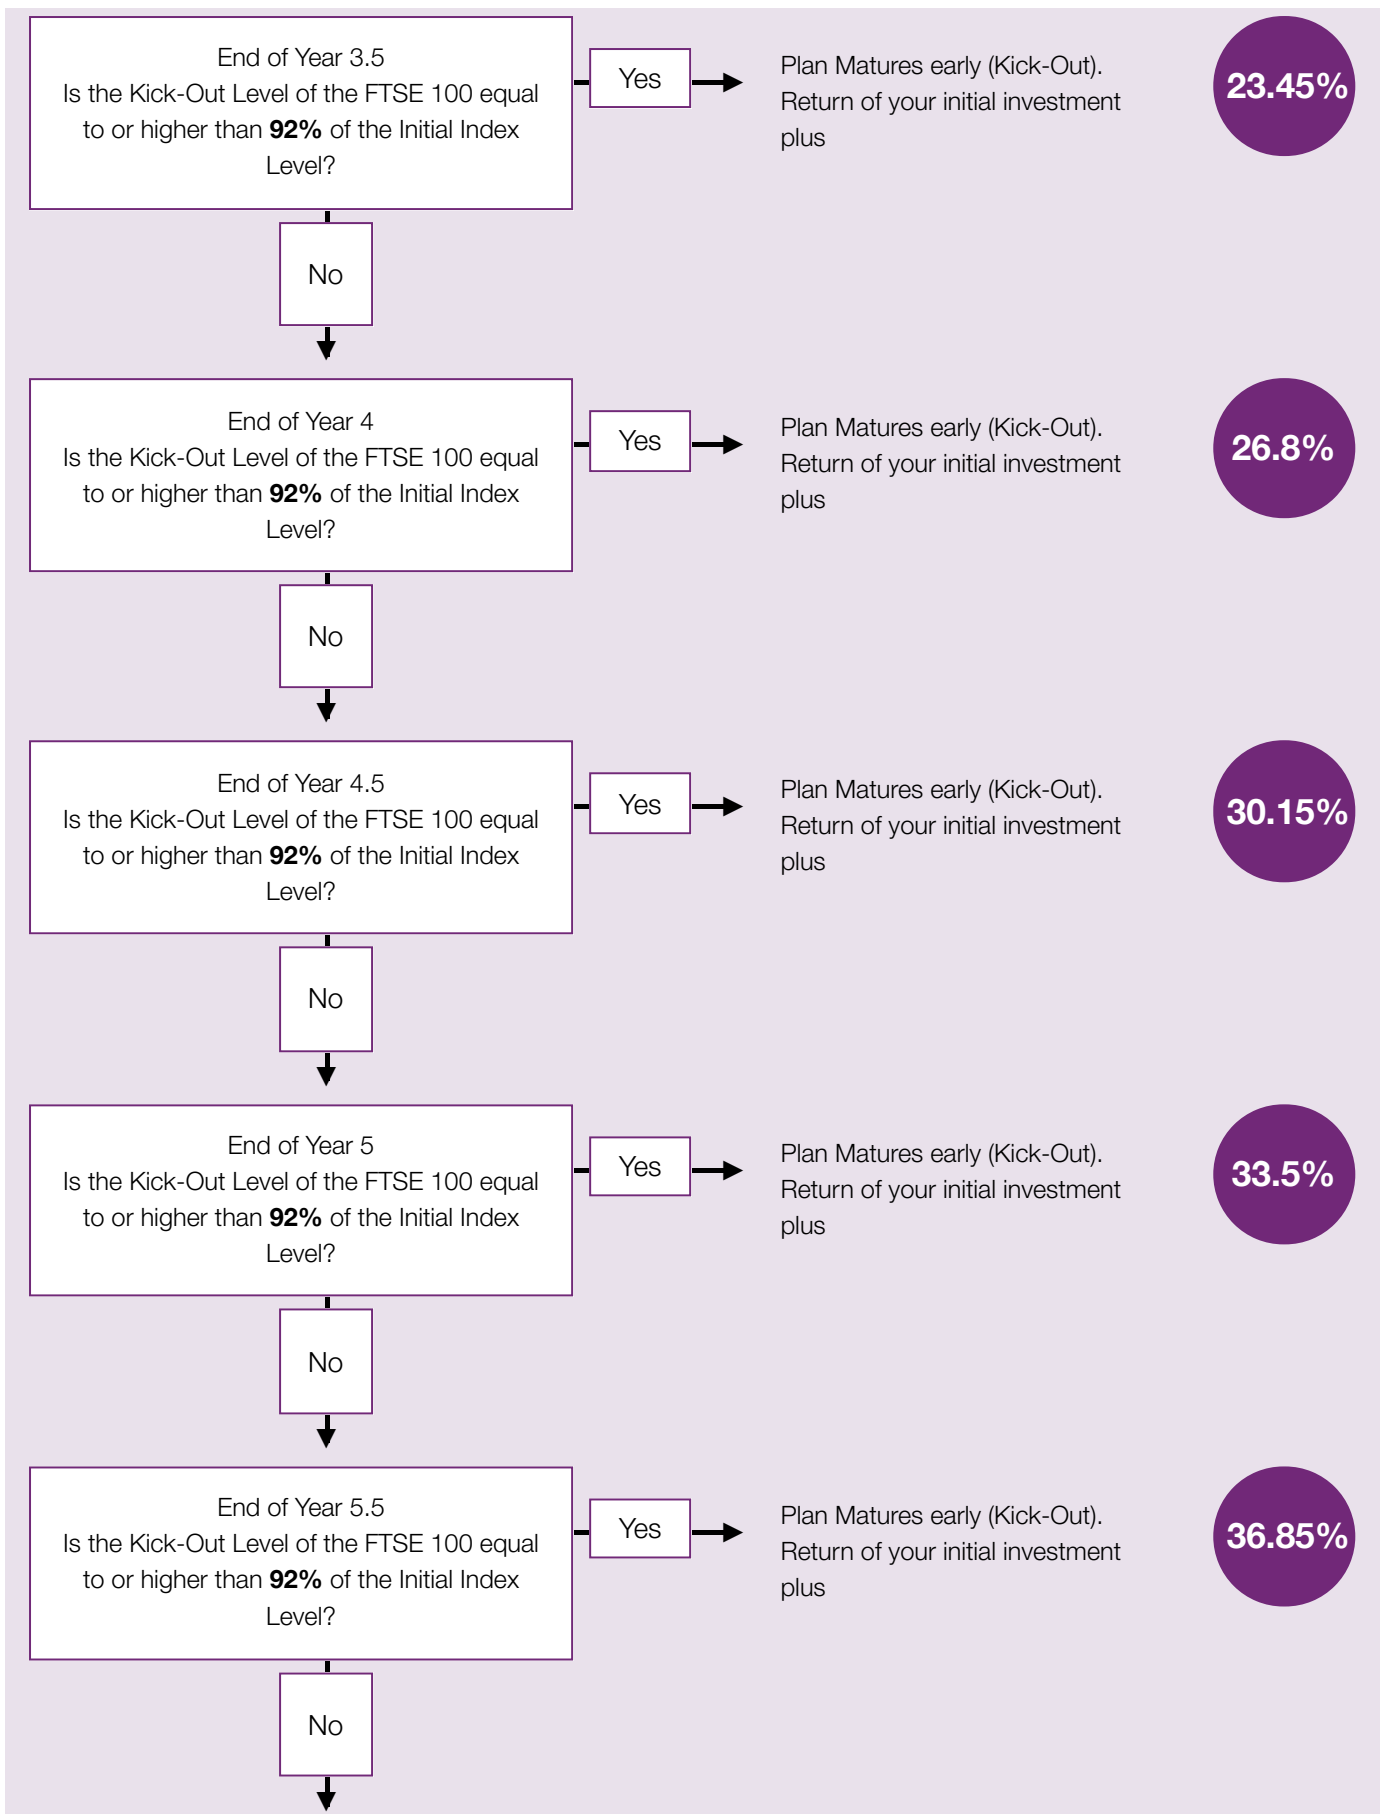 End of Year 3.5
Is the Kick-Out Level of the FTSE 100 equal
to or higher than 92% of the Initial Index
Level?
Yes
Plan Matures early (Kick-Out).
Return of your initial investment
plus
23.45%
No
End of Year 4
Is the Kick-Out Level of the FTSE 100 equal
to or higher than 92% of the Initial Index
Level?
Yes
Plan Matures early (Kick-Out).
Return of your initial investment
plus
26.8%
No
End of Year 4.5
Is the Kick-Out Level of the FTSE 100 equal
to or higher than 92% of the Initial Index
Level?
Yes
Plan Matures early (Kick-Out).
Return of your initial investment
plus
30.15%
No
End of Year 5
Is the Kick-Out Level of the FTSE 100 equal
to or higher than 92% of the Initial Index
Level?
Yes
Plan Matures early (Kick-Out).
Return of your initial investment
plus
33.5%
No
End of Year 5.5
Is the Kick-Out Level of the FTSE 100 equal
to or higher than 92% of the Initial Index
Level?
Yes
Plan Matures early (Kick-Out).
Return of your initial investment
plus
36.85%
No